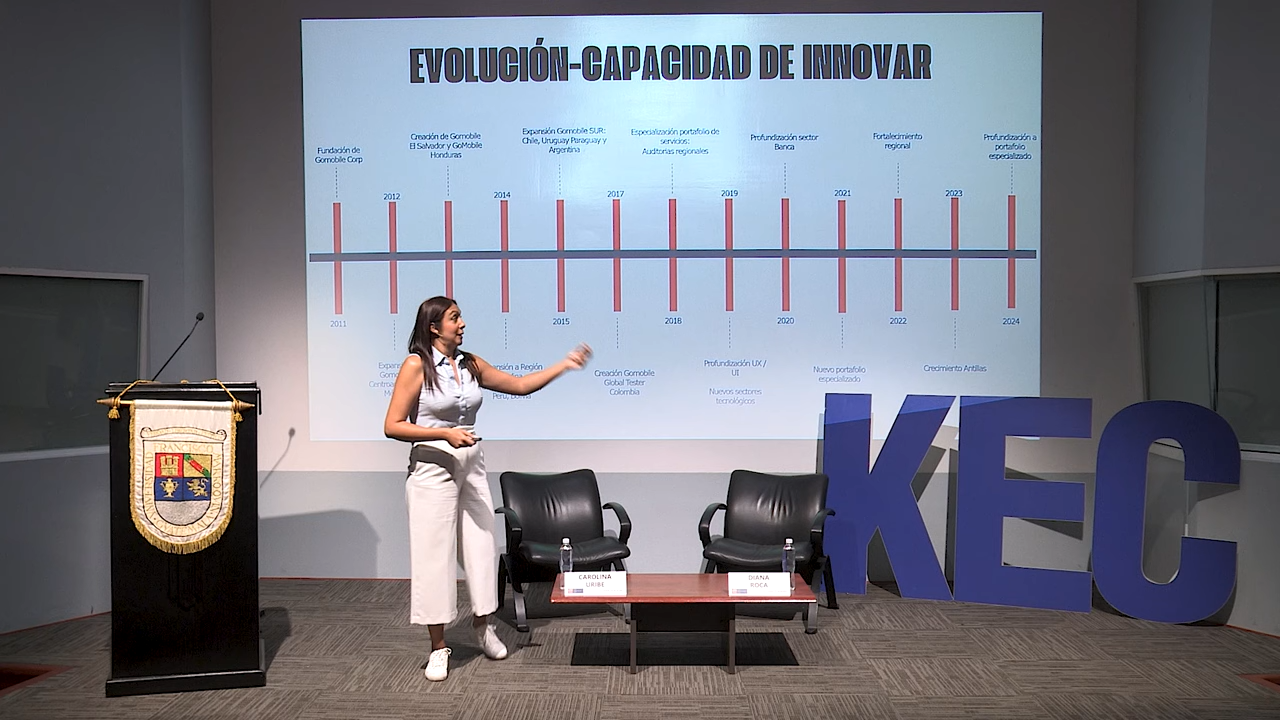 EVOLUCIÓN-CAPACIDAD DE INNOVAR
Fundación de
Gomobile Corp
Creación de Gomobile
El Salvador y GoMobile
Honduras
Expansión Gomobile SUR:
Chile, Uruguay Paraguay y
Argentina
Especialización portafolio de
servicios:
Auditorias regionales
Profundización sector
Banca
Fortalecimiento
regional
Profundización a
portafolio
especializado
2012
2014
2017
2019
2021
2023
2011
2015
2018
2020
2022
2024
Creación Gomobile
Global Tester
Colombia
Profundización UX /
UI
Nuevos sectores
tecnológicos
Nuevo portafolio
especializado
Crecimiento Antillas
Región
Perú,
KEC
CAROLINA
URIBE
DIANA
ROCA